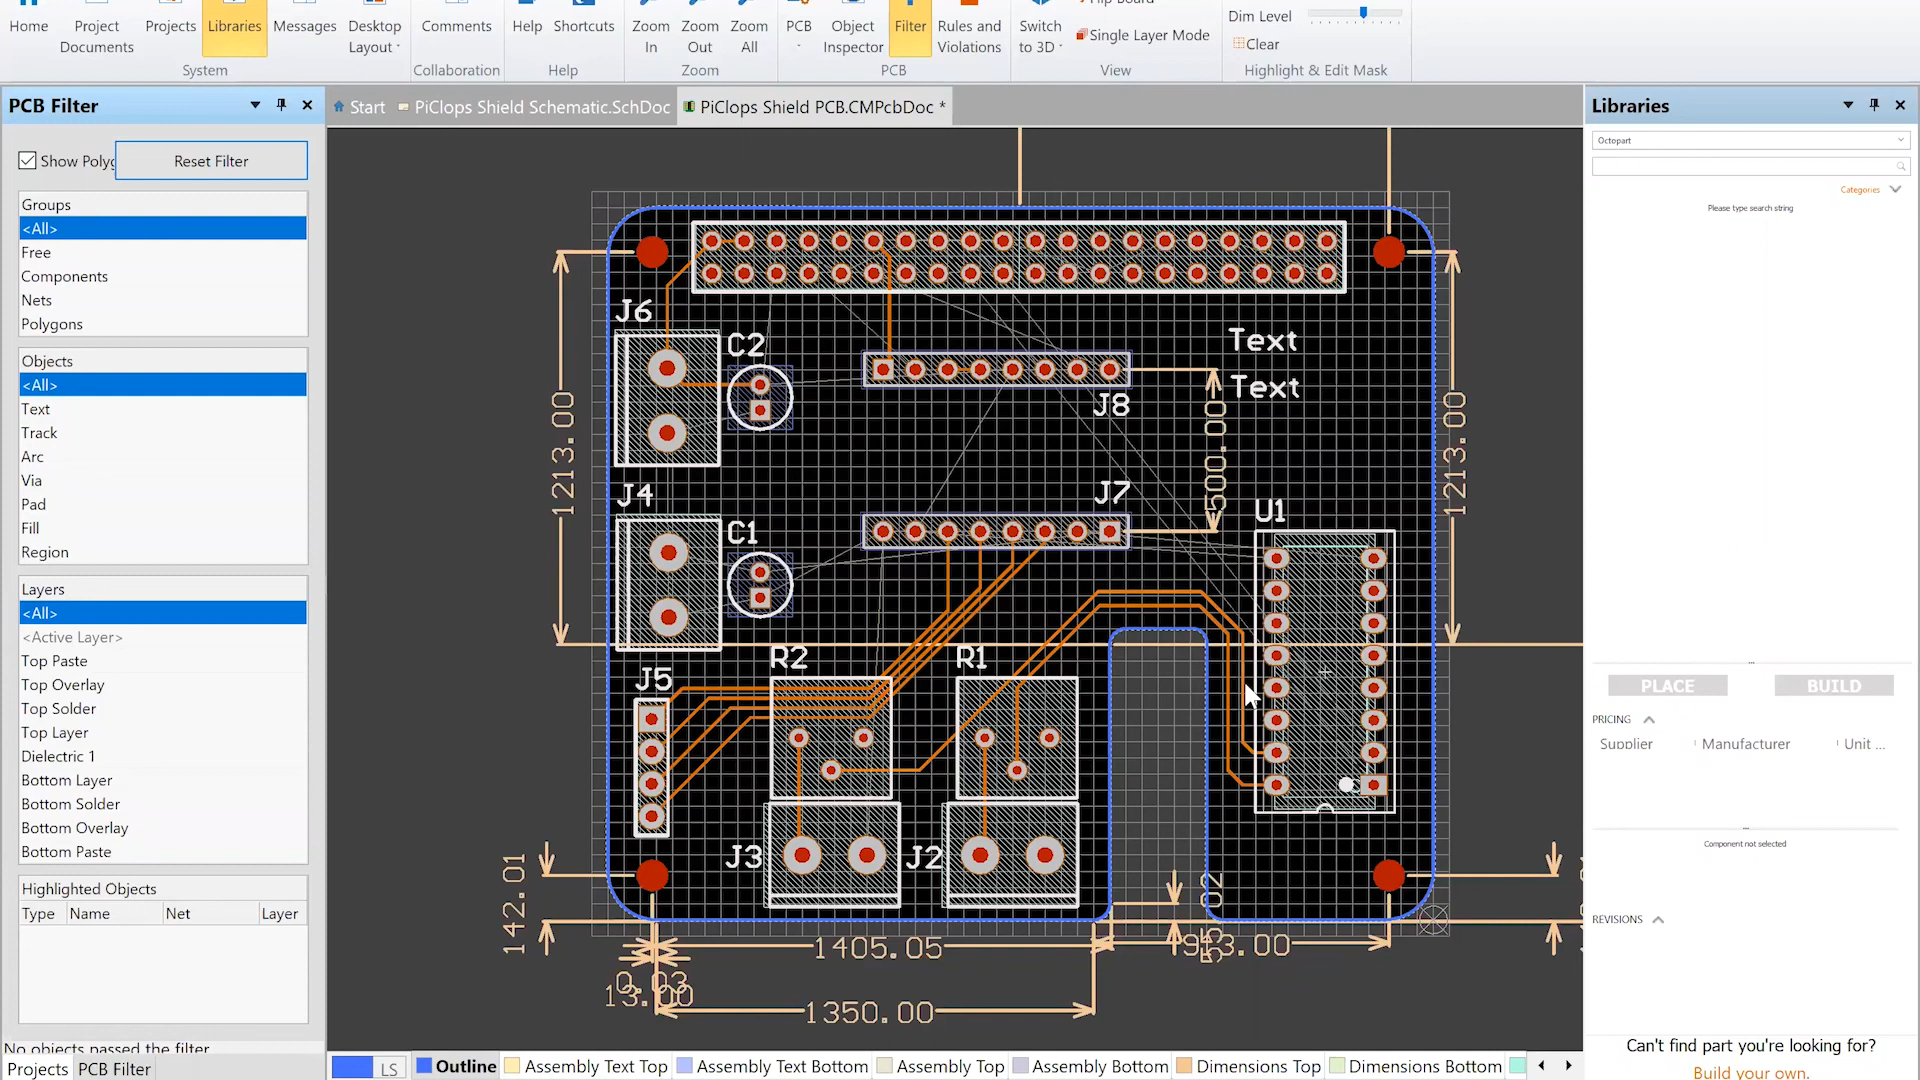 Home
Project
Documents
Projects
Libraries
Messages
Desktop
Layout
System
Comments
Collaboration
Help
Shortcuts
Help
Zoom
In
Zoom
Out
Zoom
All
Zoom
PCB
Object
Inspector
Filter
Rules and
Violations
PCB
Switch
to 3D
Flip Board
Single Layer Mode
View
Dim Level
Clear
Highlight & Edit Mask
PCB Filter
Start
PiClops Shield Schematic.SchDoc
PiClops Shield PCB.CMPcbDoc *
Libraries
Show Polyg
Reset Filter
Groups
<All>
Free
Components
Nets
Polygons
Objects
<All>
Text
Track
Arc
Via
Pad
Fill
Region
Layers
<All>
<Active Layer>
Top Paste
Top Overlay
Top Solder
Top Layer
Dielectric 1
Bottom Layer
Bottom Solder
Bottom Overlay
Bottom Paste
Highlighted Objects
Type
Name
Net
Layer
No objects passed the filter
Projects
PCB Filter
J6
C2
Text
Text
J8
1213.00
500.00
1213.00
J4
C1
J7
U1
R2
R1
J5
J3
J2
142.01
1405.05
0.03
13.00
1350.00
LS
Outline
Assembly Text Top
Assembly Text Bottom
Assembly Top
Assembly Bottom
Dimensions Top
Dimensions Bottom
Octopart
Categories
Please type search string
PLACE
BUILD
PRICING
Supplier
Manufacturer
Unit ...
Component not selected
REVISIONS
Can't find part you're looking for?
Build your own.